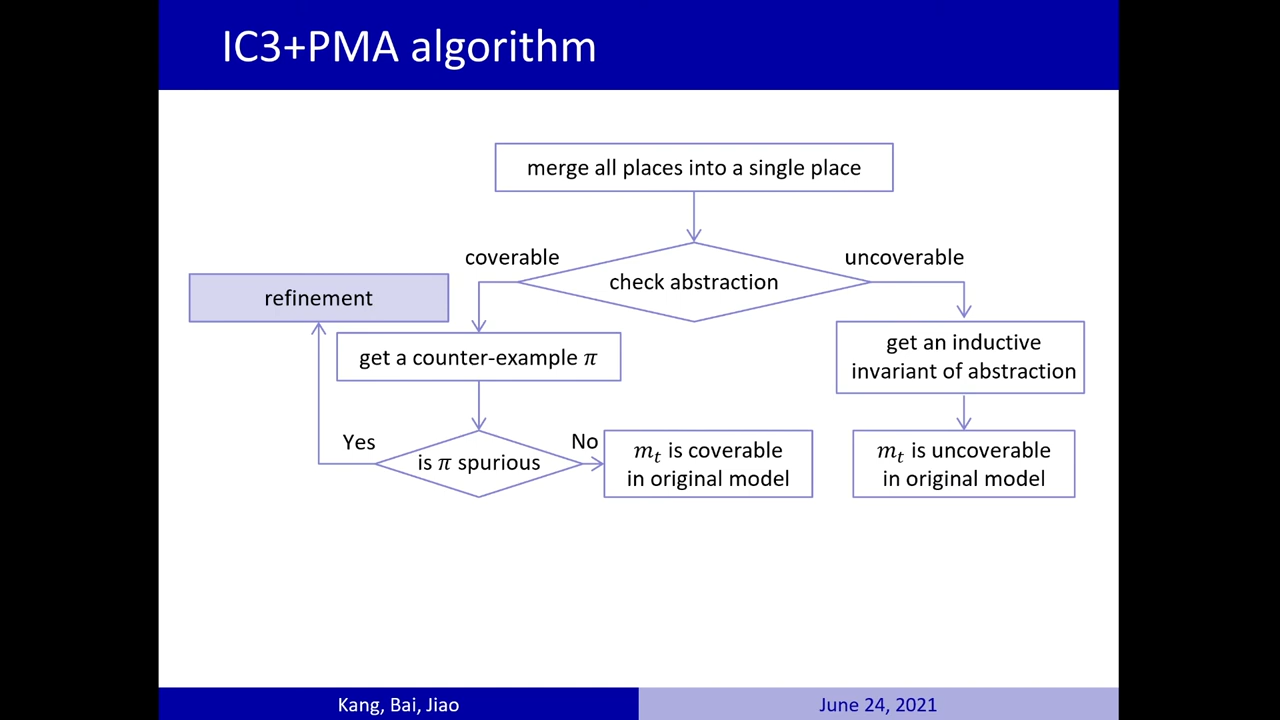 IC3+PMA algorithm
merge all places into a single place
coverable
uncoverable
check abstraction
refinement
get a counter-example π
get an inductive
invariant of abstraction
Yes
No
is π spurious
m_t is coverable
in original model
m_t is uncoverable
in original model
Kang, Bai, Jiao
June 24, 2021